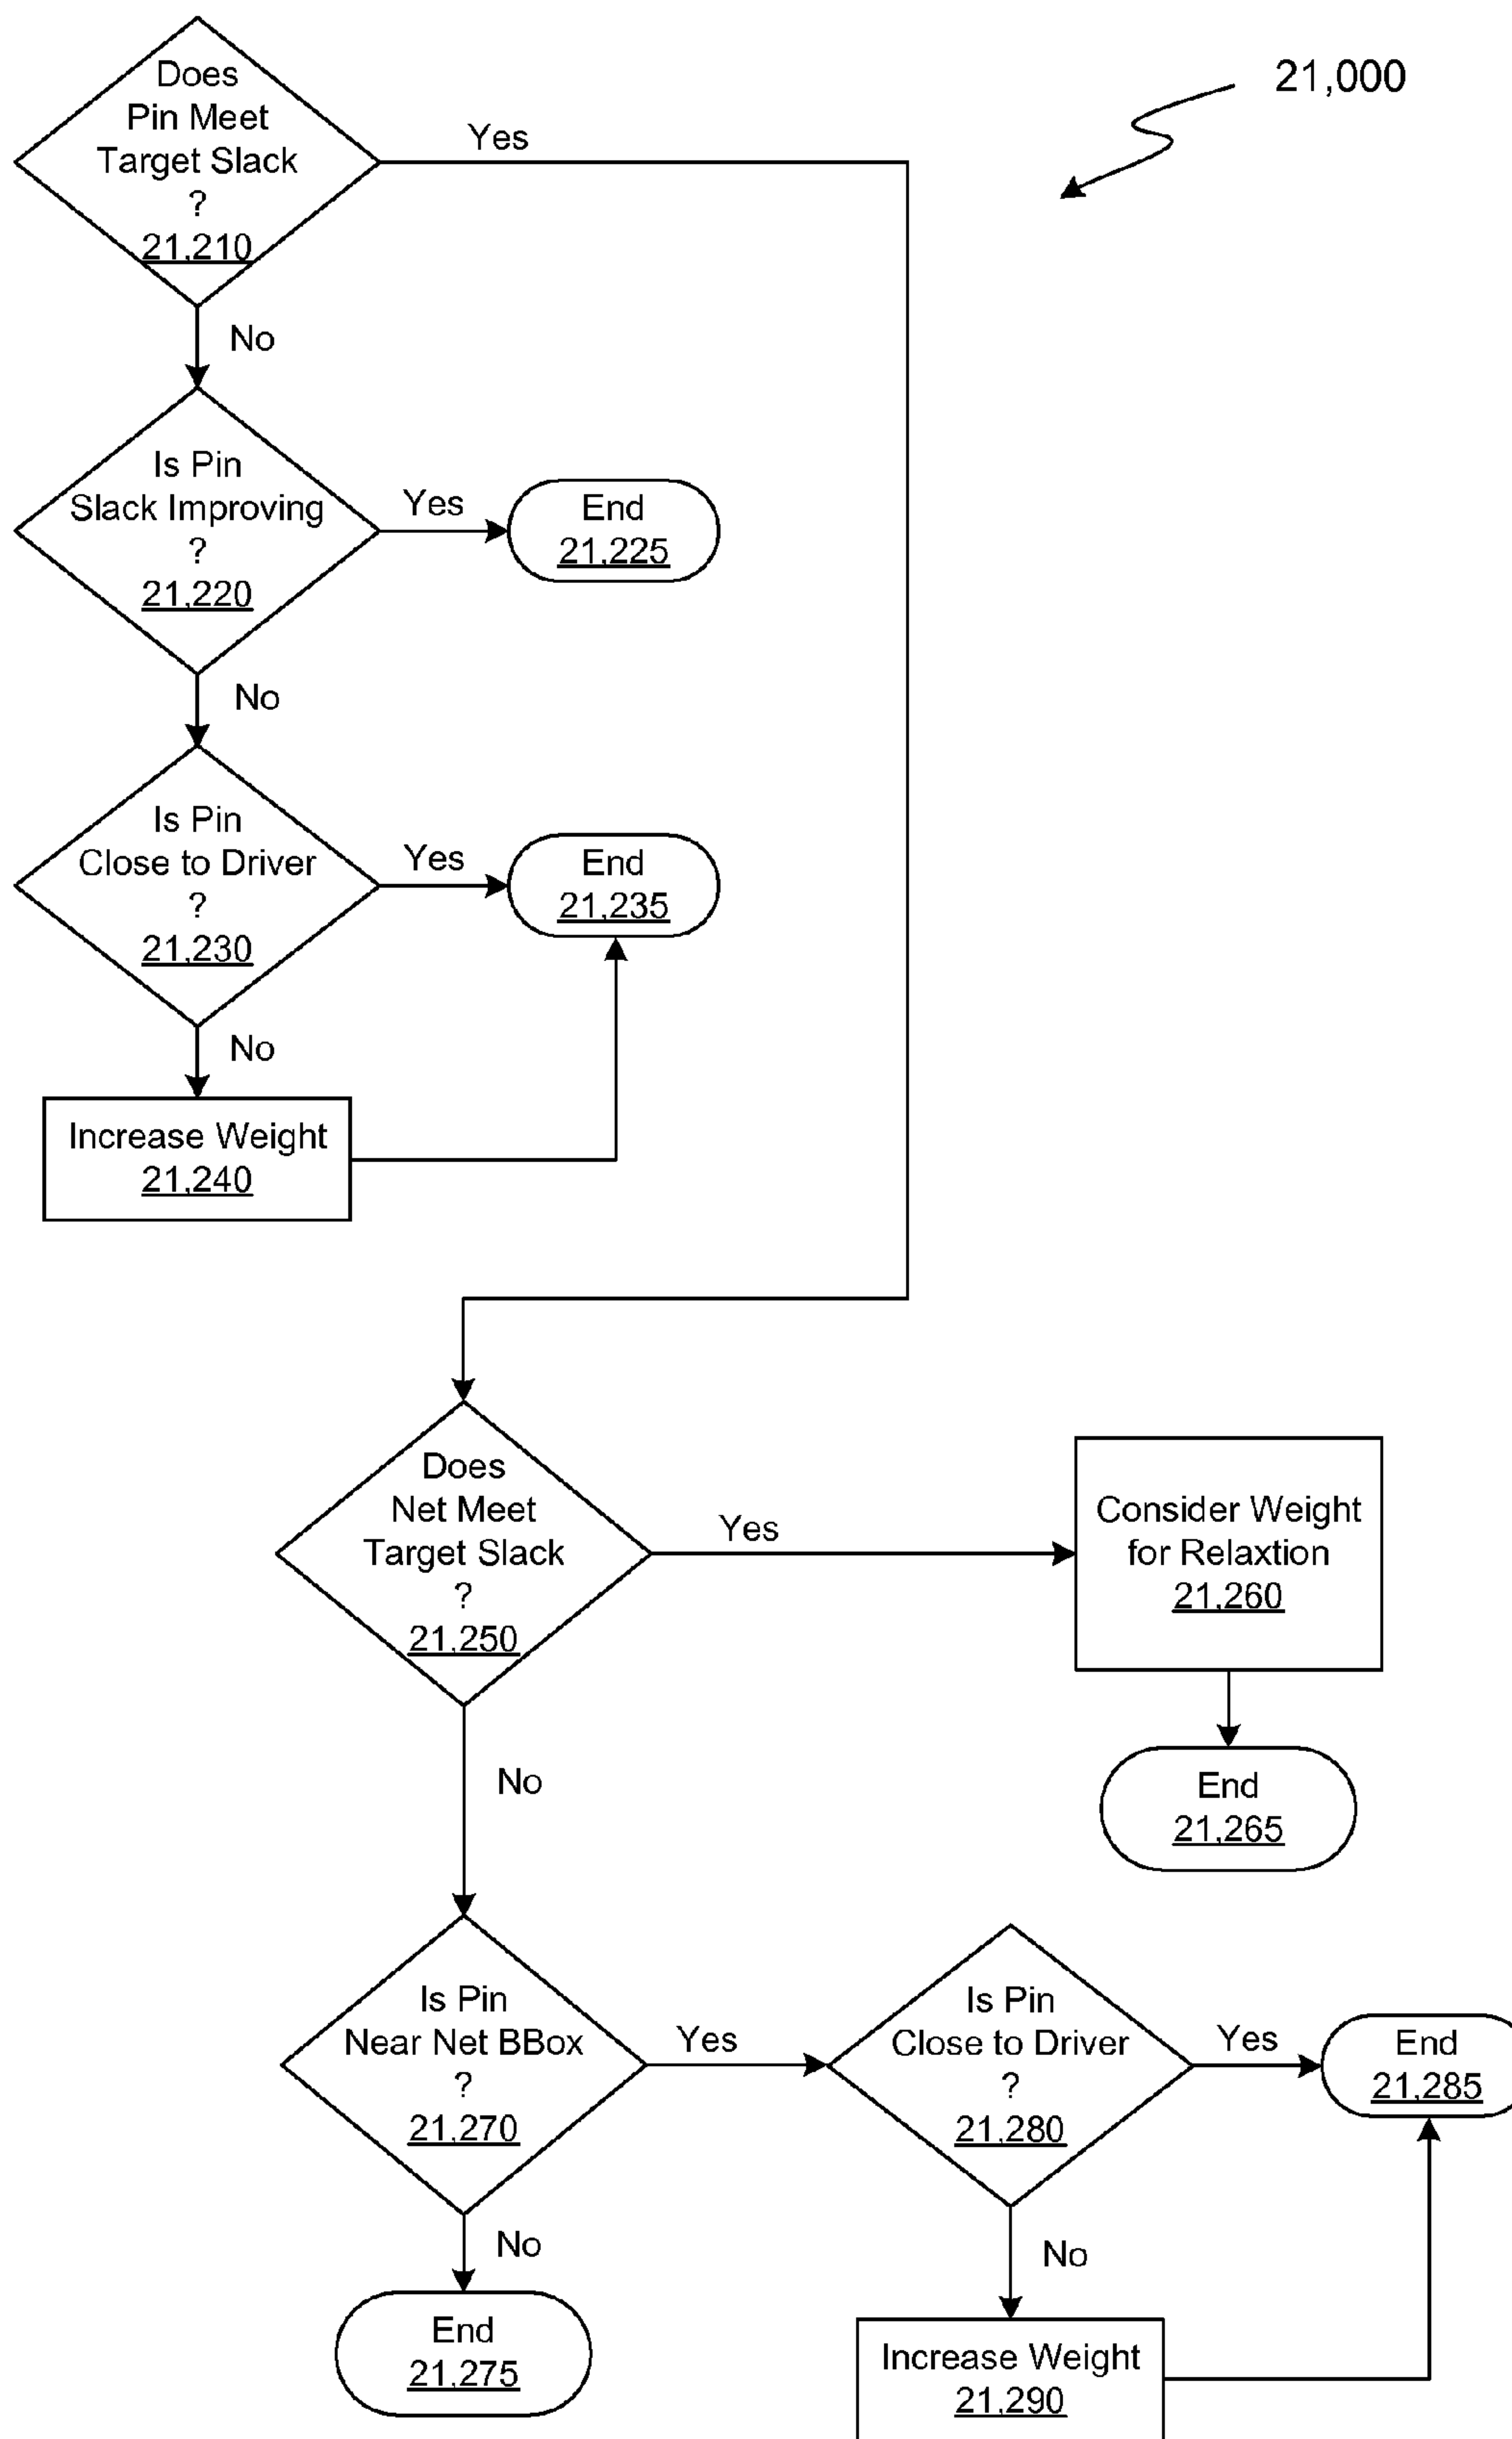 21,000
Does
Pin Meet
Target Slack
?
21,210
Yes
No
Is Pin
Slack Improving
?
21,220
Yes
End
21,225
No
Is Pin
Close to Driver
?
21,230
Yes
End
21,235
No
Increase Weight
21,240
Does
Net Meet
Target Slack
?
21,250
Yes
Consider Weight
for Relaxtion
21,260
End
21,265
No
Is Pin
Near Net BBox
?
21,270
Yes
Is Pin
Close to Driver
?
21,280
Yes
End
21,285
No
End
21,275
No
Increase Weight
21,290